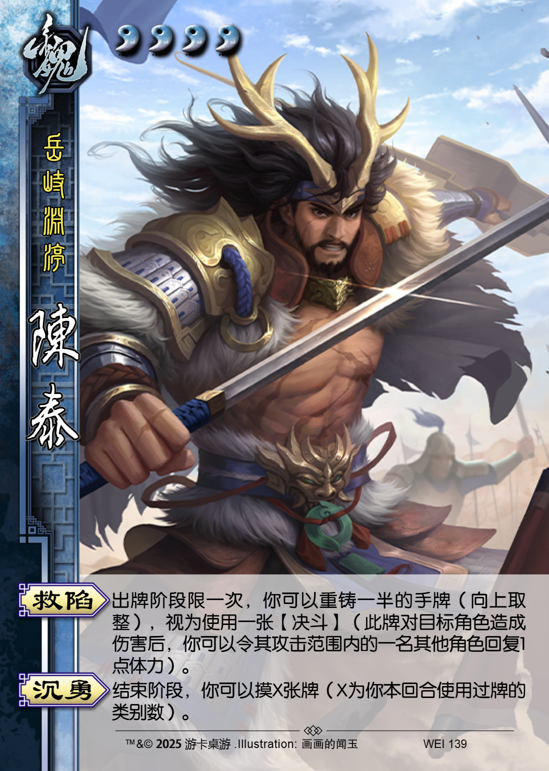 魏
岳峙淵渟
陳泰
救陷
出牌阶段限一次，你可以重铸一半的手牌（向上取
整），视为使用一张【决斗】（此牌对目标角色造成
伤害后，你可以令其攻击范围内的一名其他角色回复1
点体力）。
沉勇
结束阶段，你可以摸X张牌（X为你本回合使用过牌的
类别数）。
™&© 2025 游卡桌游 .Illustration: 画画的闻玉 WEI 139